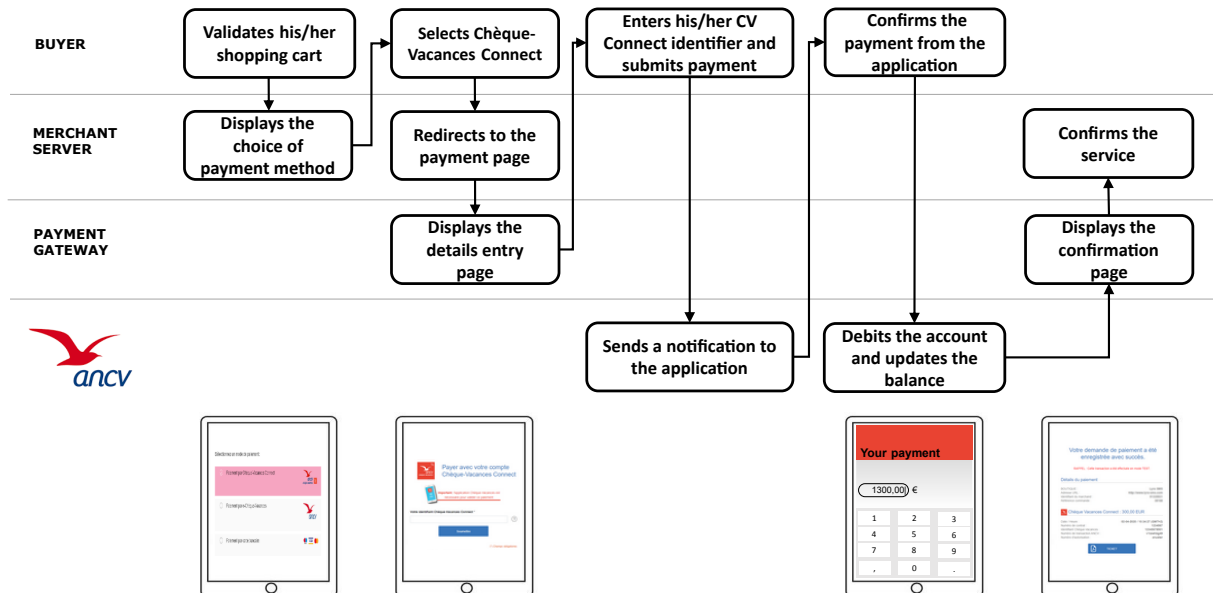 BUYER
Validates his/her
shopping cart
Selects Chèque-
Vacances Connect
Enters his/her CV
Connect identifier and
submits payment
Confirms the
payment from the
application
MERCHANT
SERVER
Displays the
choice of
payment method
Redirects to the
payment page
Confirms the
service
PAYMENT
GATEWAY
Displays the
details entry
page
Displays the
confirmation
page
ancv
Sends a notification to
the application
Debits the account
and updates the
balance
Payer avec votre compte
Chèque-Vacances Connect
Your payment
1300,00 €
1 2 3
4 5 6
7 8 9
, 0 .
Votre demande de paiement a été
enregistrée avec succès.
Détails du paiement